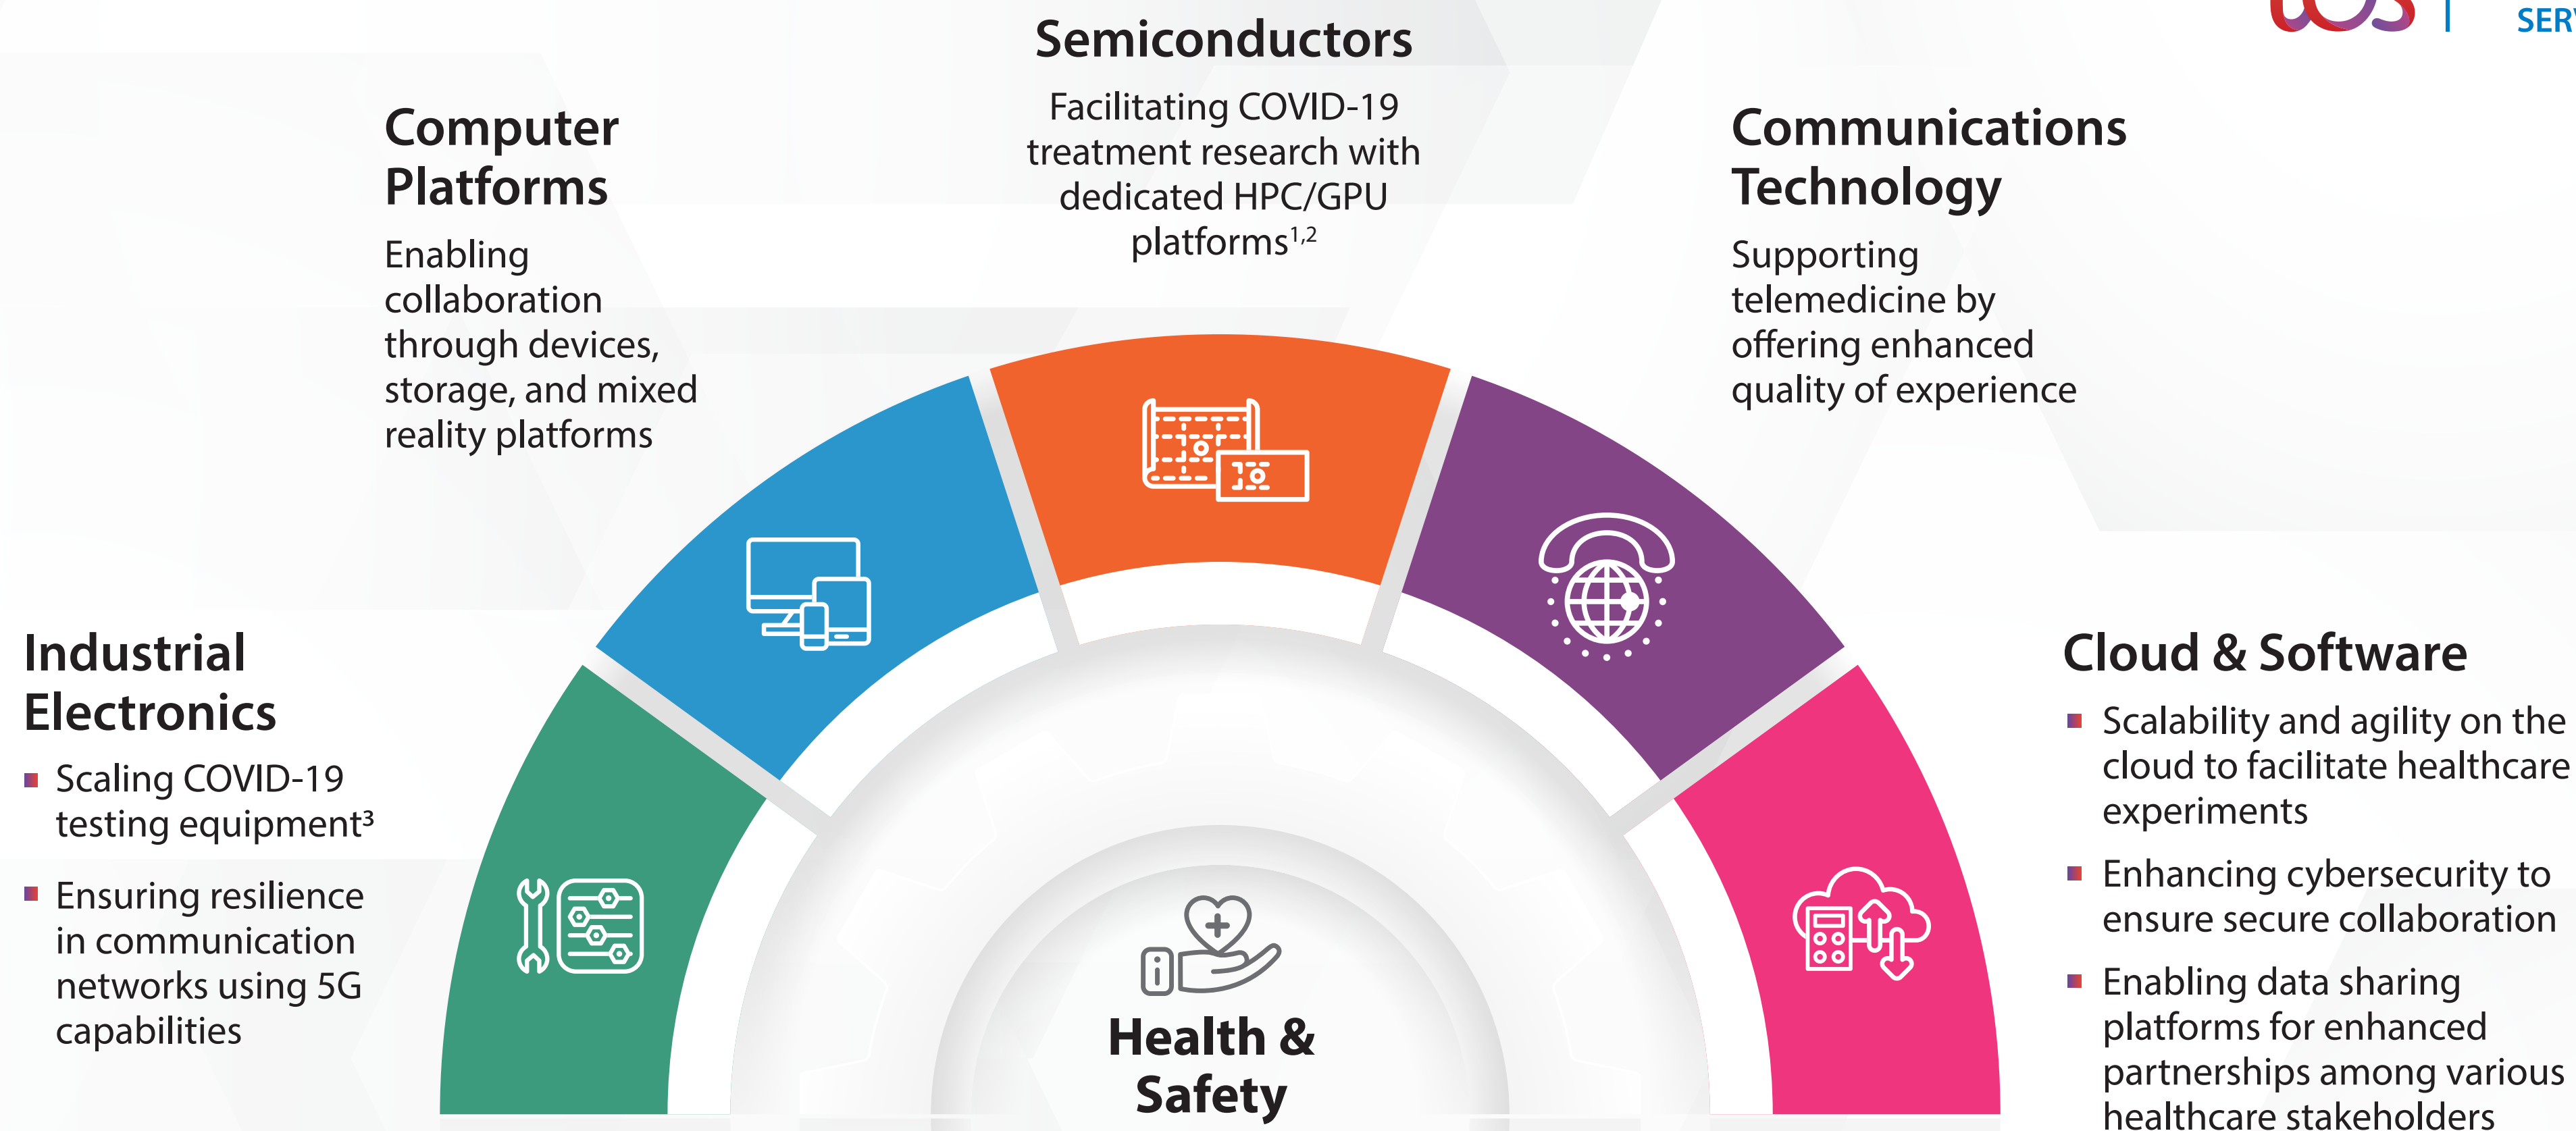 Semiconductors
Facilitating COVID-19
treatment research with
dedicated HPC/GPU
platforms1,2
Computer
Platforms
Enabling
collaboration
through devices,
storage, and mixed
reality platforms
Communications
Technology
Supporting
telemedicine by
offering enhanced
quality of experience
Industrial
Electronics
Scaling COVID-19
testing equipment³
Ensuring resilience
in communication
networks using 5G
capabilities
Cloud & Software
Scalability and agility on the
cloud to facilitate healthcare
experiments
Enhancing cybersecurity to
ensure secure collaboration
Enabling data sharing
platforms for enhanced
partnerships among various
healthcare stakeholders
Health &
Safety